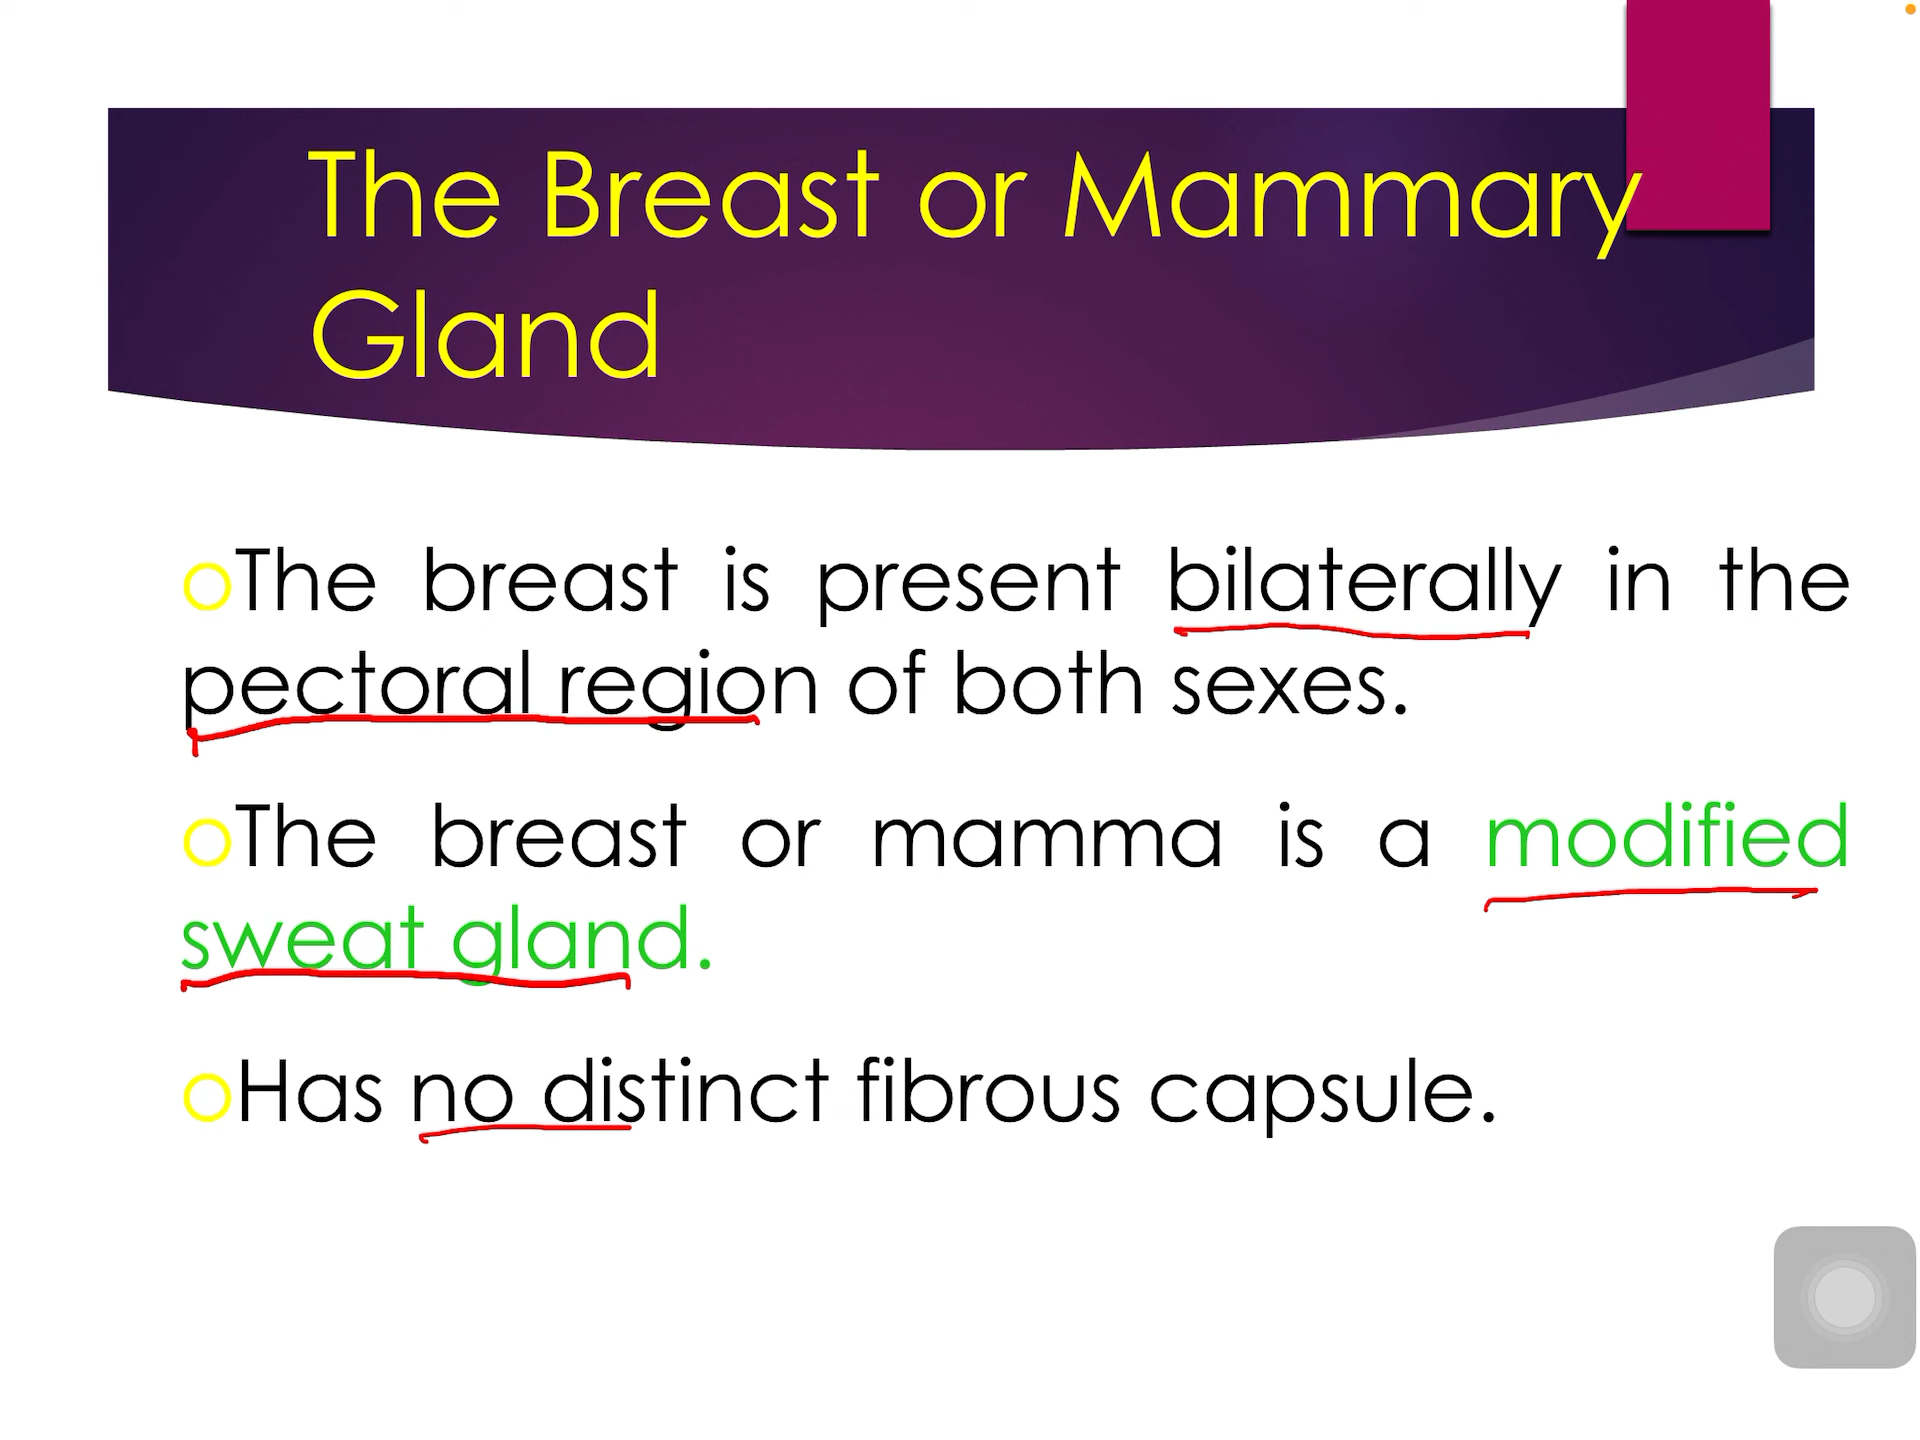 The Breast or Mammary
Gland
oThe breast is present bilaterally in the
pectoral region of both sexes.
oThe breast or mamma is a modified
sweat gland.
oHas no distinct fibrous capsule.